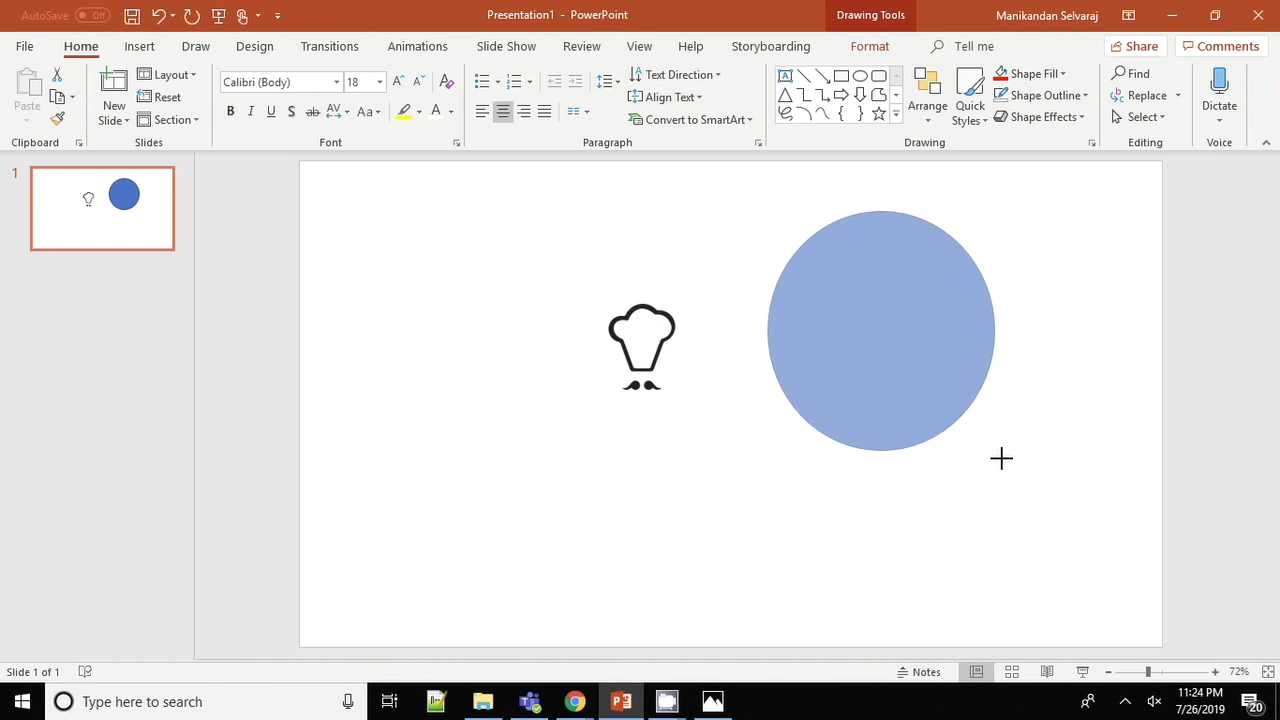 AutoSave Off Presentation1 - PowerPoint Drawing Tools Manikandan Selvaraj
File Home Insert Draw Design Transitions Animations Slide Show Review View Help Storyboarding Format Tell me Share Comments
Paste New Slide Layout Reset Section Calibri (Body) 18 Text Direction Align Text Convert to SmartArt Arrange Quick Styles Shape Fill Shape Outline Shape Effects Find Replace Select Dictate
Clipboard Slides Font Paragraph Drawing Editing Voice
1
Slide 1 of 1 Notes 72%
Type here to search 11:24 PM
7/26/2019 20